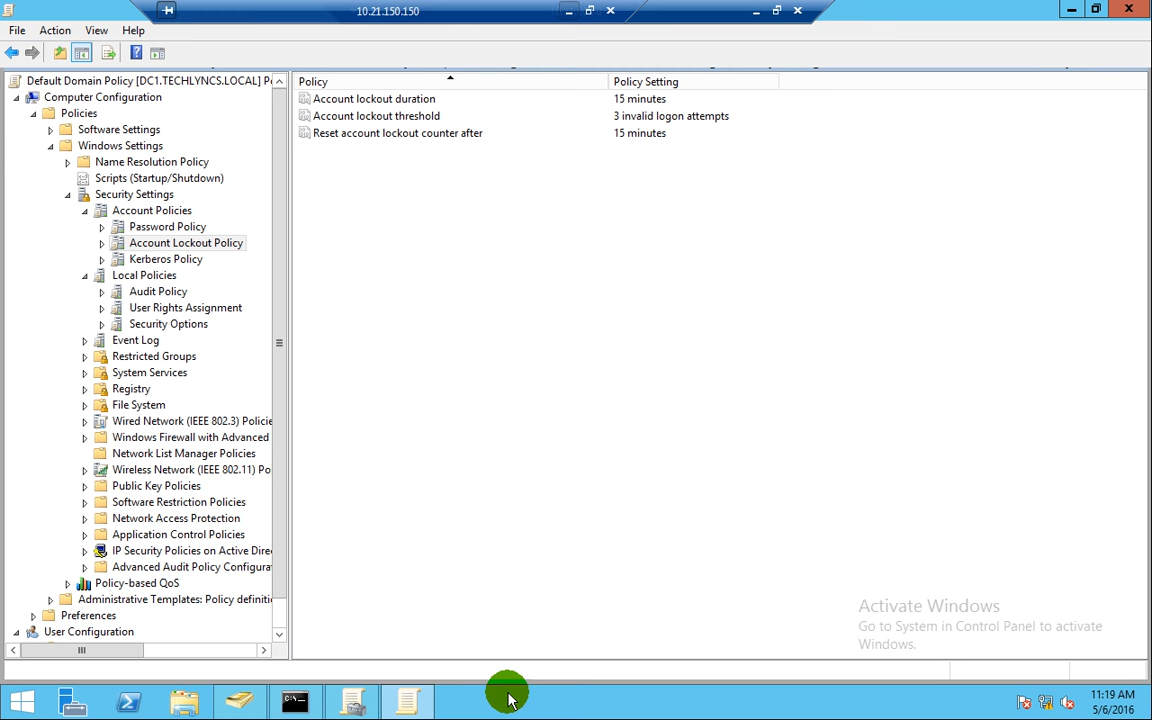 10.21.150.150
File Action View Help
Default Domain Policy [DC1.TECHLYNCS.LOCAL] P
Policy Policy Setting
Computer Configuration
Account lockout duration 15 minutes
Policies
Account lockout threshold 3 invalid logon attempts
Software Settings
Reset account lockout counter after 15 minutes
Windows Settings
Name Resolution Policy
Scripts (Startup/Shutdown)
Security Settings
Account Policies
Password Policy
Account Lockout Policy
Kerberos Policy
Local Policies
Audit Policy
User Rights Assignment
Security Options
Event Log
Restricted Groups
System Services
Registry
File System
Wired Network (IEEE 802.3) Policie
Windows Firewall with Advanced
Network List Manager Policies
Wireless Network (IEEE 802.11) Po
Public Key Policies
Software Restriction Policies
Network Access Protection
Application Control Policies
IP Security Policies on Active Dire
Advanced Audit Policy Configura
Policy-based QoS
Administrative Templates: Policy definiti
Preferences
User Configuration
Activate Windows
Go to System in Control Panel to activate
Windows.
11:19 AM
5/6/2016